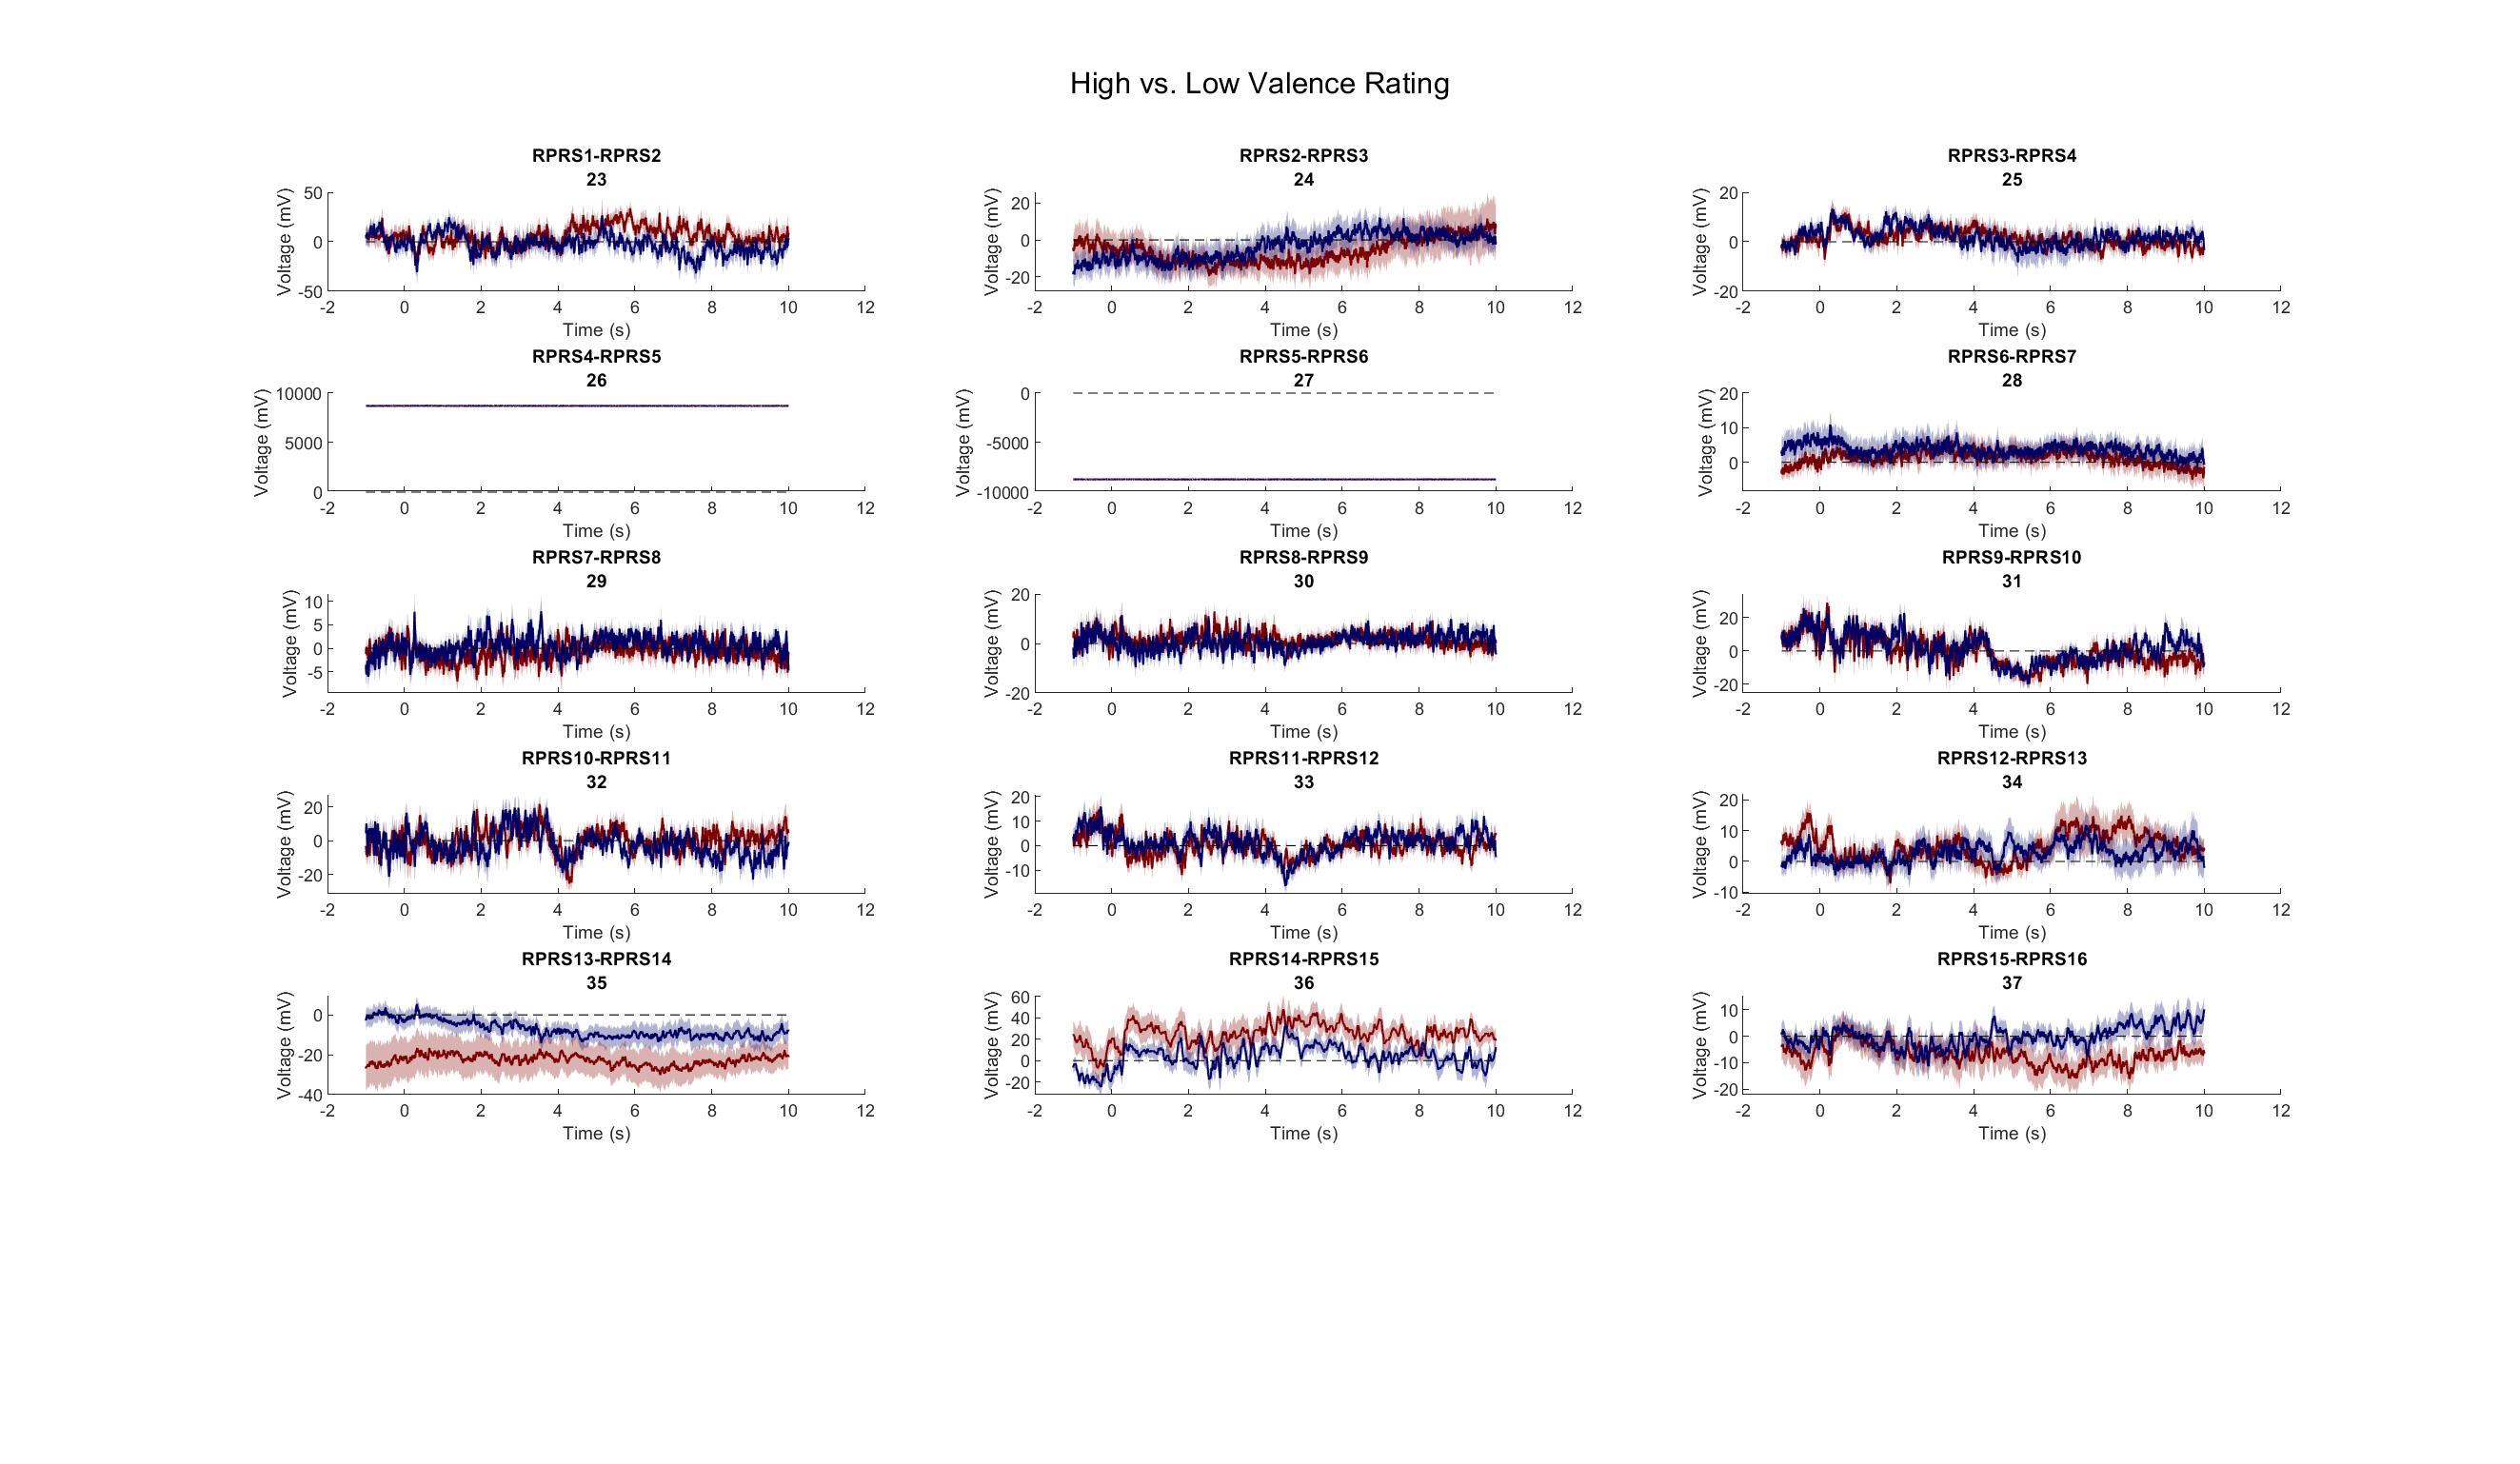 High vs. Low Valence Rating
RPRS1-RPRS2
23
50
0
-50
Voltage (mV)
-2 0 2 4 6 8 10 12
Time (s)
RPRS2-RPRS3
24
20
0
-20
Voltage (mV)
-2 0 2 4 6 8 10 12
Time (s)
RPRS3-RPRS4
25
20
0
-20
Voltage (mV)
-2 0 2 4 6 8 10 12
Time (s)
RPRS4-RPRS5
26
10000
5000
0
Voltage (mV)
-2 0 2 4 6 8 10 12
Time (s)
RPRS5-RPRS6
27
0
-5000
-10000
Voltage (mV)
-2 0 2 4 6 8 10 12
Time (s)
RPRS6-RPRS7
28
20
10
0
Voltage (mV)
-2 0 2 4 6 8 10 12
Time (s)
RPRS7-RPRS8
29
10
5
0
-5
Voltage (mV)
-2 0 2 4 6 8 10 12
Time (s)
RPRS8-RPRS9
30
20
0
-20
Voltage (mV)
-2 0 2 4 6 8 10 12
Time (s)
RPRS9-RPRS10
31
20
0
-20
Voltage (mV)
-2 0 2 4 6 8 10 12
Time (s)
RPRS10-RPRS11
32
20
0
-20
Voltage (mV)
-2 0 2 4 6 8 10 12
Time (s)
RPRS11-RPRS12
33
20
10
0
-10
Voltage (mV)
-2 0 2 4 6 8 10 12
Time (s)
RPRS12-RPRS13
34
20
10
0
-10
Voltage (mV)
-2 0 2 4 6 8 10 12
Time (s)
RPRS13-RPRS14
35
0
-20
-40
Voltage (mV)
-2 0 2 4 6 8 10 12
Time (s)
RPRS14-RPRS15
36
60
40
20
0
-20
Voltage (mV)
-2 0 2 4 6 8 10 12
Time (s)
RPRS15-RPRS16
37
10
0
-10
-20
Voltage (mV)
-2 0 2 4 6 8 10 12
Time (s)